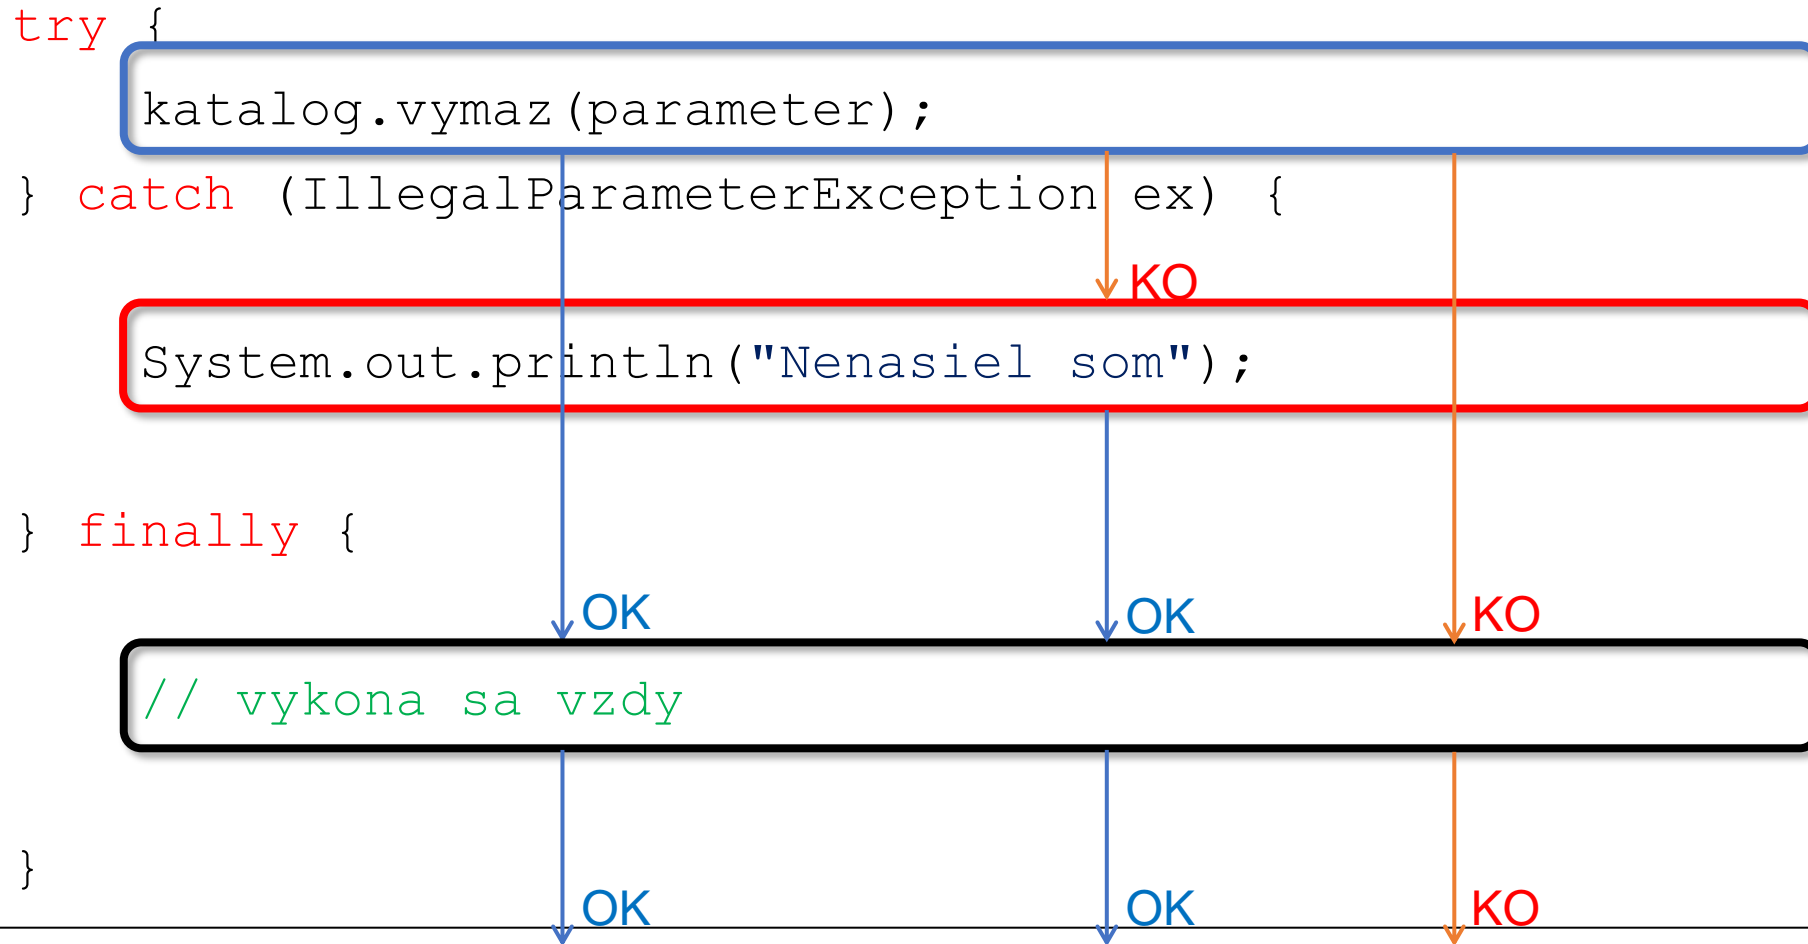 try {
katalog.vymaz(parameter);
} catch (IllegalParameterException ex) {
KO
System.out.println("Nenasiel som");
} finally {
OK OK KO
// vykona sa vzdy
}
OK OK KO